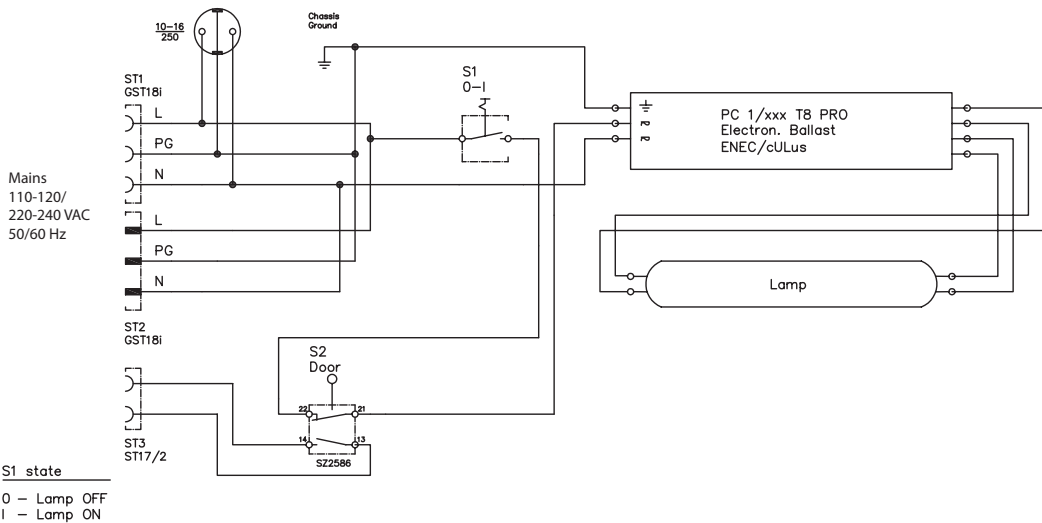 10-16
250
Chassis
Ground
ST1
GST18i
L
PG
N
S1
0-I
PC 1/xxx T8 PRO
Electron. Ballast
ENEC/cULus
Mains
110-120/
220-240 VAC
50/60 Hz
L
PG
N
Lamp
ST2
GST18i
S2
Door
22
21
14
13
SZ2586
ST3
ST17/2
S1 state
0 – Lamp OFF
I – Lamp ON